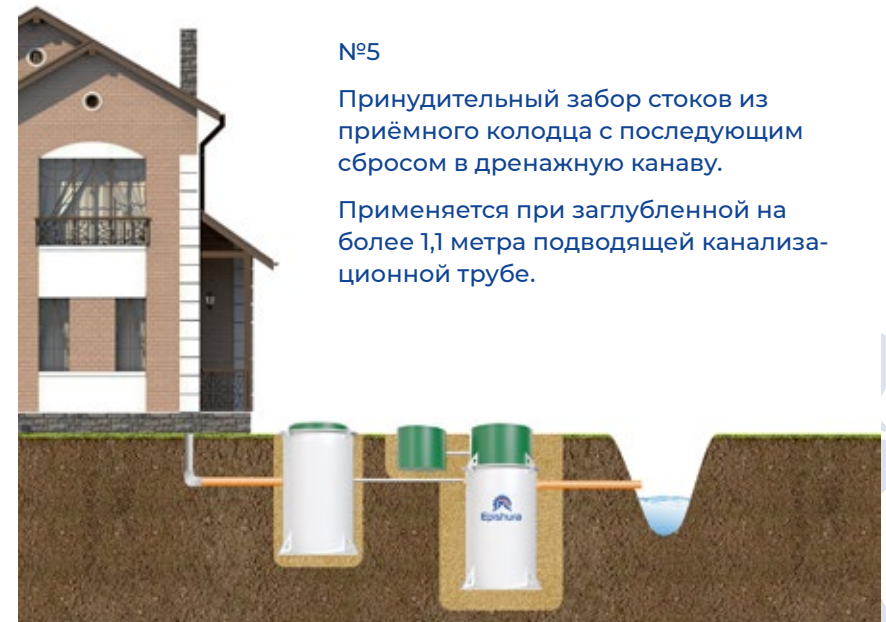 №5
Принудительный забор стоков из
приёмного колодца с последующим
сбросом в дренажную канаву.
Применяется при заглубленной на
более 1,1 метра подводящей канализа-
ционной трубе.
Epishura